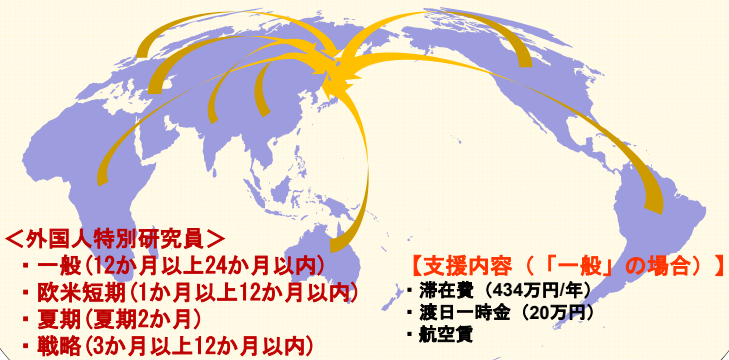 ＜外国人特別研究員＞
・一般(12か月以上24か月以内)
・欧米短期(1か月以上12か月以内)
・夏期(夏期2か月)
・戦略(3か月以上12か月以内)
【支援内容（「一般」の場合）】
・滞在費（434万円/年）
・渡日一時金（20万円）
・航空賃